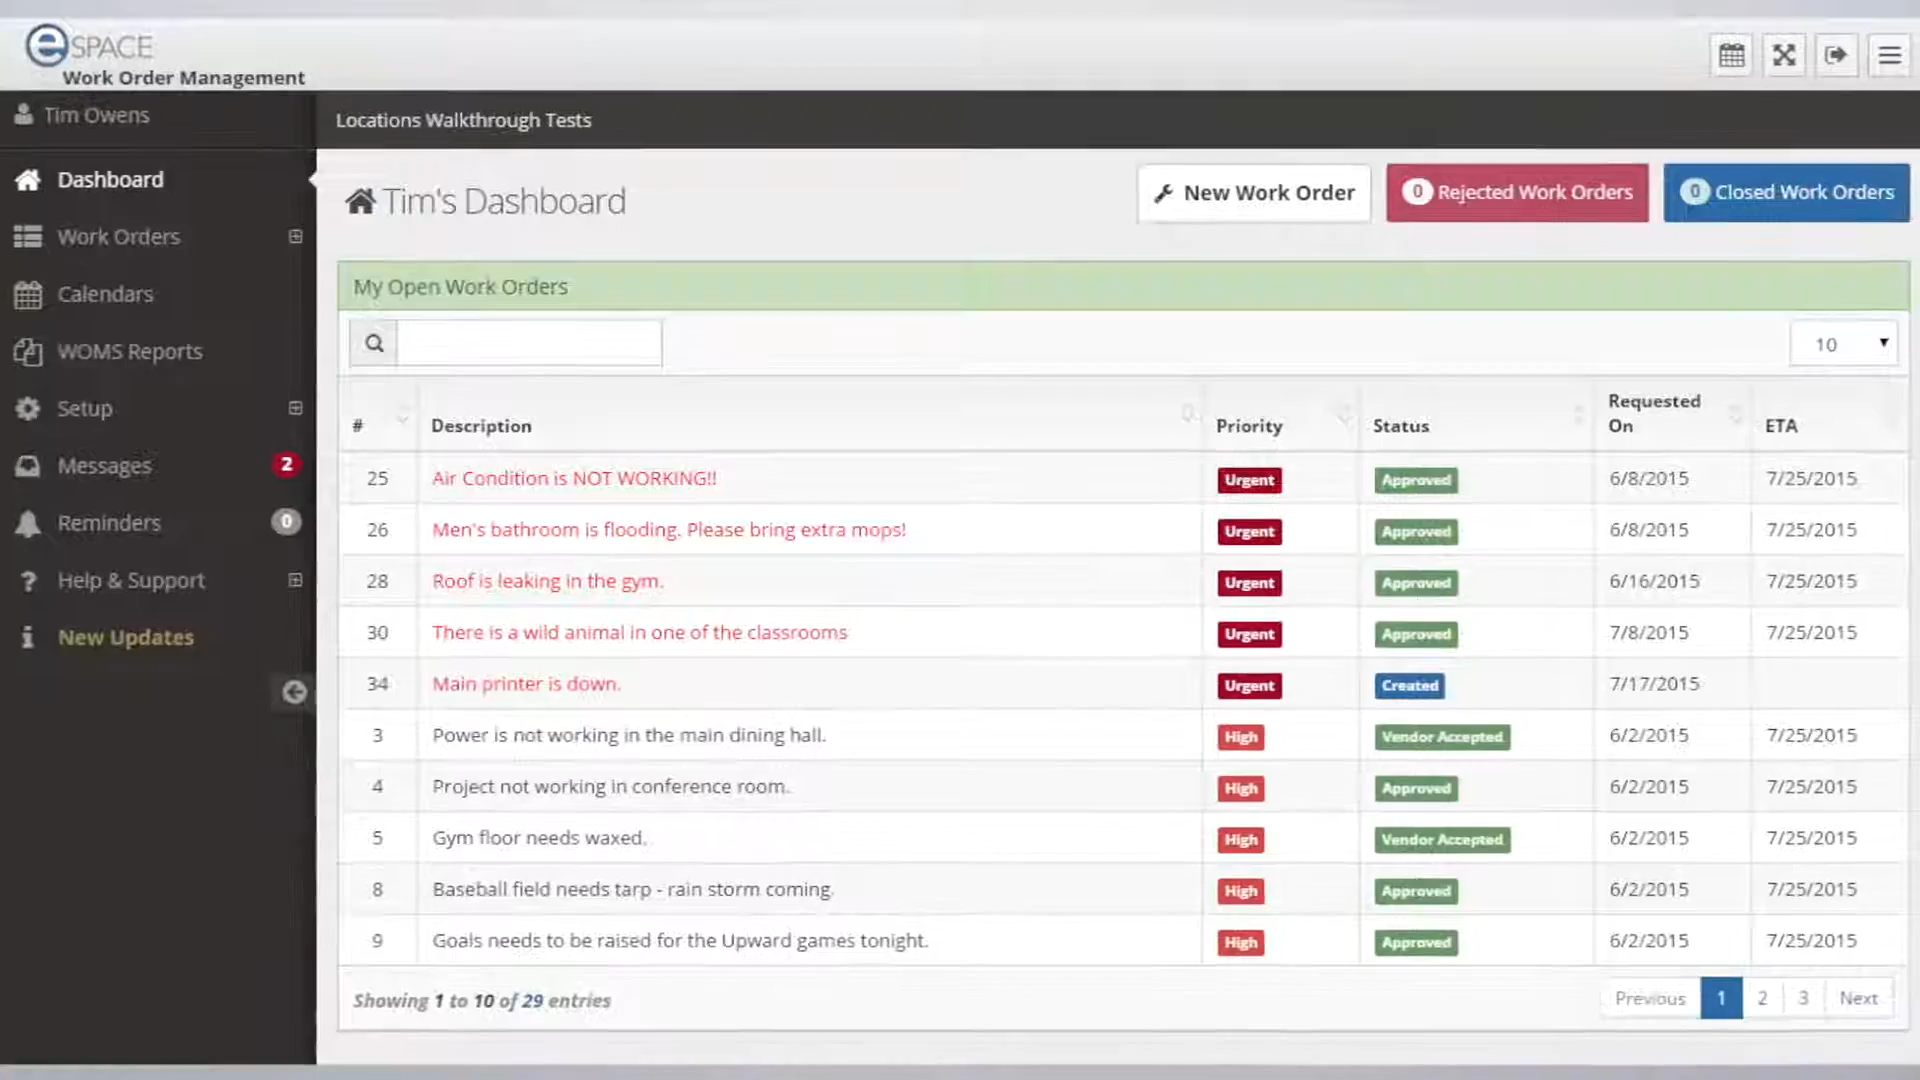 eSPACE
Work Order Management
Tim Owens
Locations Walkthrough Tests
Dashboard
Work Orders
Calendars
WOMS Reports
Setup
Messages 2
Reminders 0
Help & Support
New Updates
Tim's Dashboard
New Work Order
0 Rejected Work Orders
0 Closed Work Orders
My Open Work Orders
10
# Description Priority Status Requested On ETA
25 Air Condition is NOT WORKING!! Urgent Approved 6/8/2015 7/25/2015
26 Men's bathroom is flooding. Please bring extra mops! Urgent Approved 6/8/2015 7/25/2015
28 Roof is leaking in the gym. Urgent Approved 6/16/2015 7/25/2015
30 There is a wild animal in one of the classrooms Urgent Approved 7/8/2015 7/25/2015
34 Main printer is down. Urgent Created 7/17/2015
3 Power is not working in the main dining hall. High Vendor Accepted 6/2/2015 7/25/2015
4 Project not working in conference room. High Approved 6/2/2015 7/25/2015
5 Gym floor needs waxed. High Vendor Accepted 6/2/2015 7/25/2015
8 Baseball field needs tarp - rain storm coming. High Approved 6/2/2015 7/25/2015
9 Goals needs to be raised for the Upward games tonight. High Approved 6/2/2015 7/25/2015
Showing 1 to 10 of 29 entries
Previous 1 2 3 Next